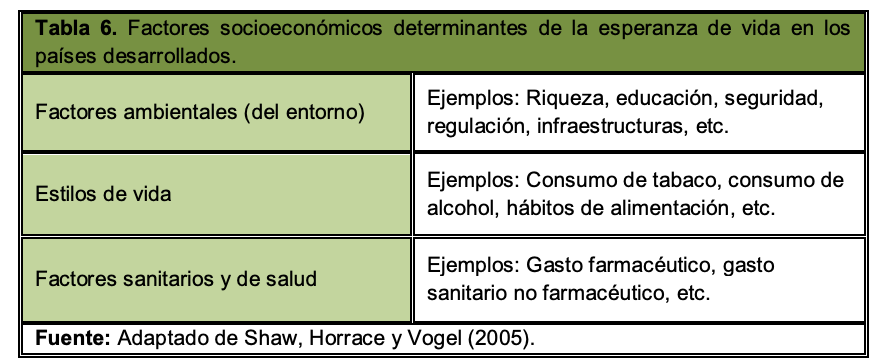 Tabla 6. Factores socioeconómicos determinantes de la esperanza de vida en los
países desarrollados.
Factores ambientales (del entorno)
Ejemplos: Riqueza, educación, seguridad,
regulación, infraestructuras, etc.
Estilos de vida
Ejemplos: Consumo de tabaco, consumo de
alcohol, hábitos de alimentación, etc.
Factores sanitarios y de salud
Ejemplos: Gasto farmacéutico, gasto
sanitario no farmacéutico, etc.
Fuente: Adaptado de Shaw, Horrace y Vogel (2005).